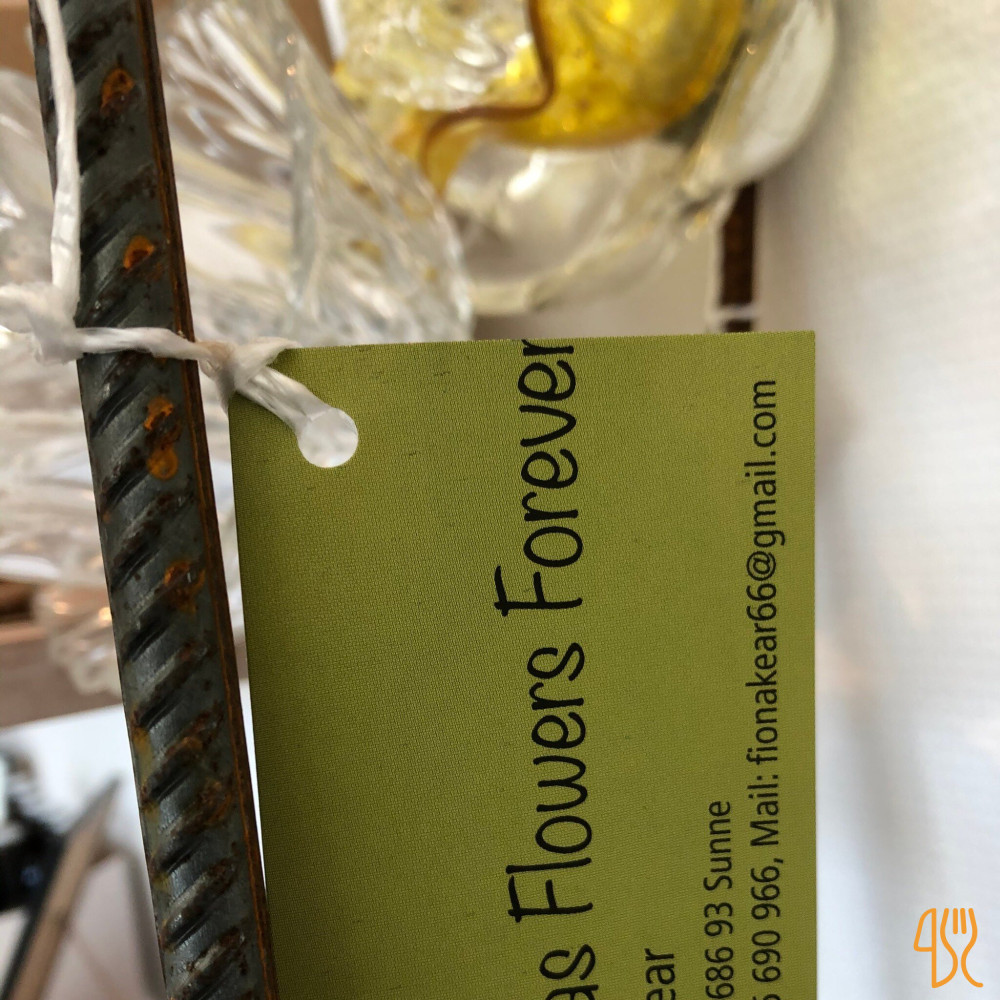 as Flowers Forever
ear
686 93 Sunne
690 966, Mail: fionakear66@gmail.com